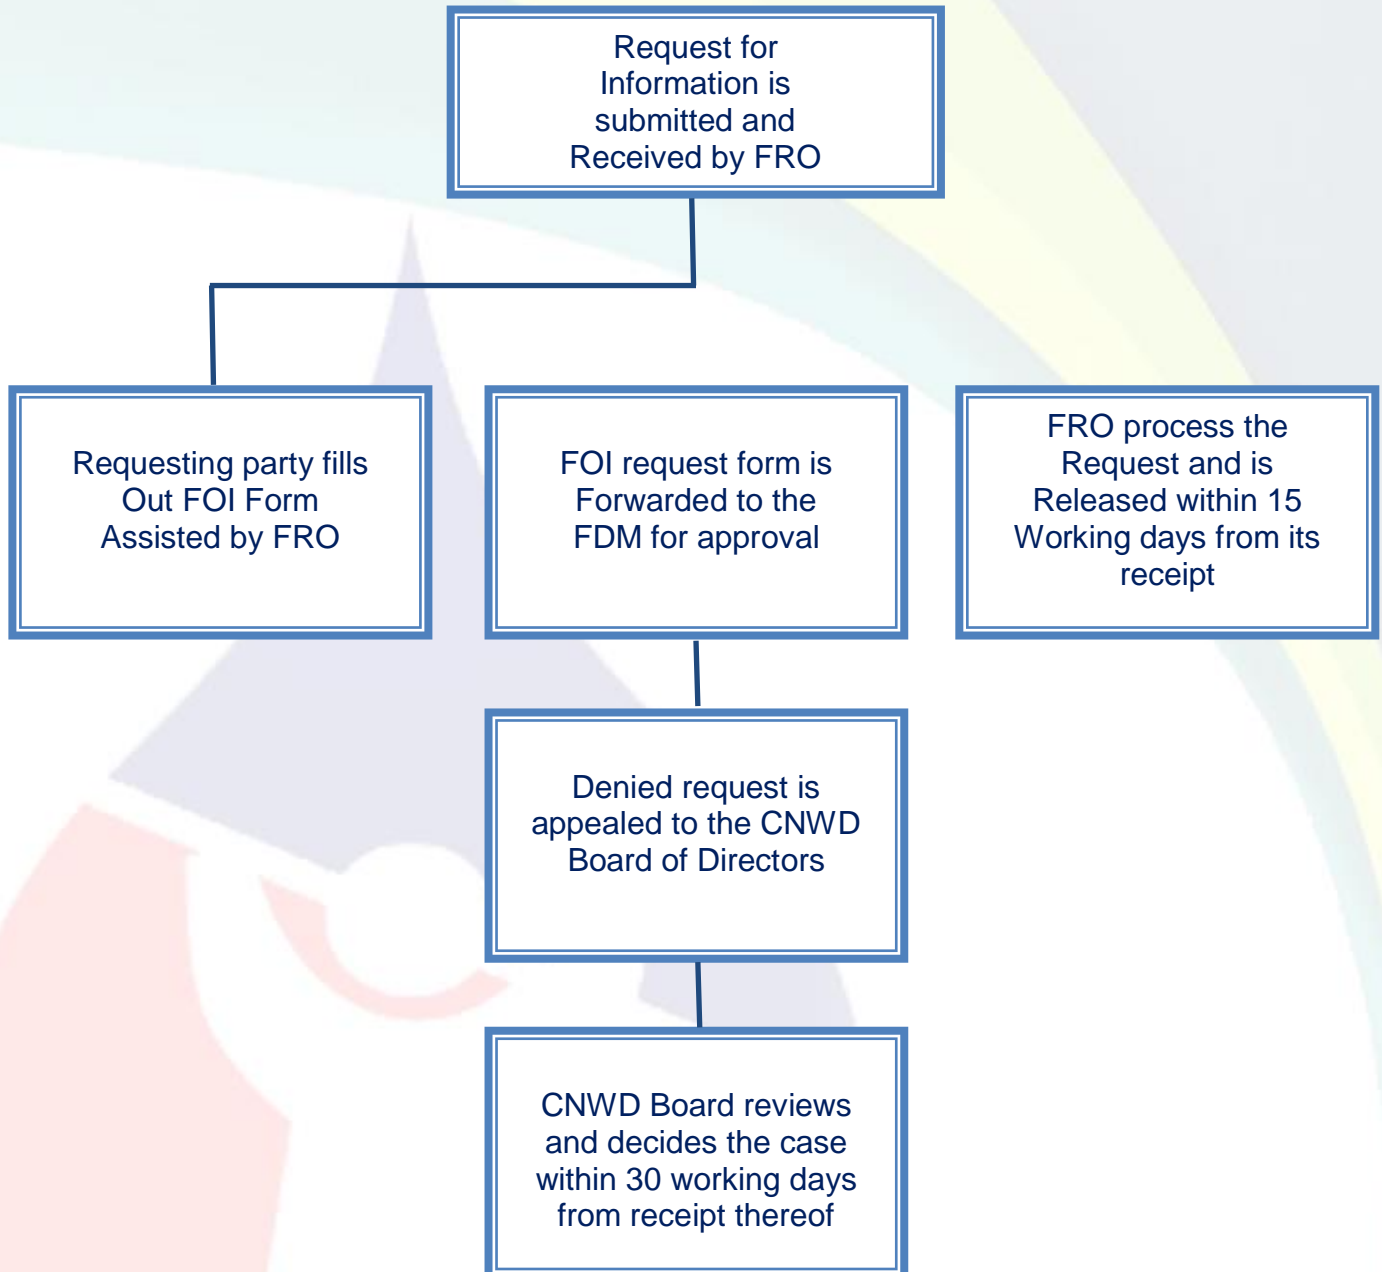 Request for
Information is
submitted and
Received by FRO
Requesting party fills
Out FOI Form
Assisted by FRO
FOI request form is
Forwarded to the
FDM for approval
FRO process the
Request and is
Released within 15
Working days from its
receipt
Denied request is
appealed to the CNWD
Board of Directors
CNWD Board reviews
and decides the case
within 30 working days
from receipt thereof